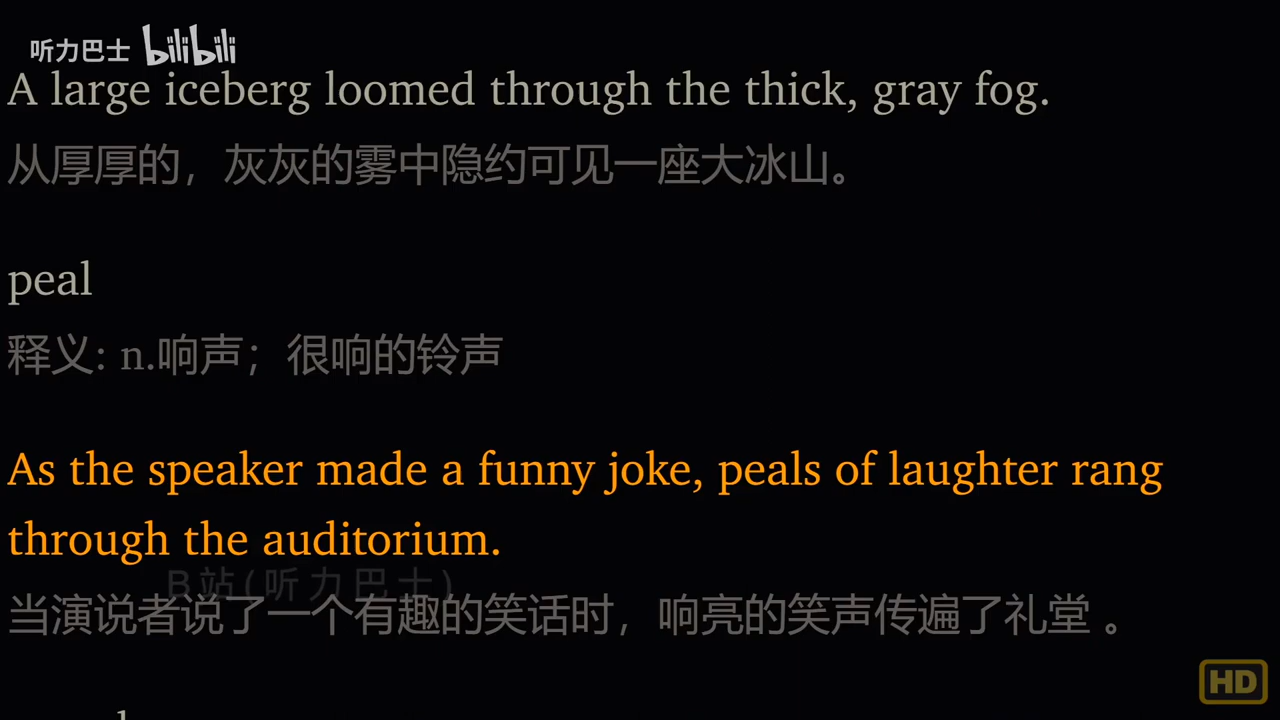 听力巴士 bilibili
A large iceberg loomed through the thick, gray fog.
从厚厚的，灰灰的雾中隐约可见一座大冰山。
peal
释义: n.响声；很响的铃声
As the speaker made a funny joke, peals of laughter rang
through the auditorium.
B站(听力巴士)
当演说者说了一个有趣的笑话时，响亮的笑声传遍了礼堂 。
HD